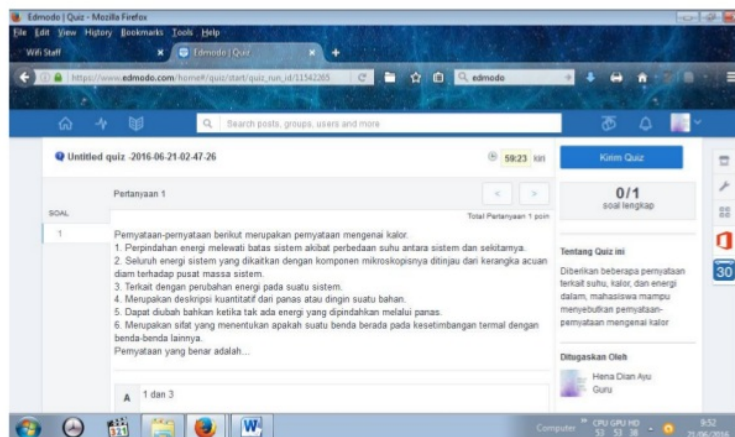 Edmodo | Quiz - Mozilla Firefox
File Edit View History Bookmarks Tools Help
Wifi Staff
Edmodo | Quiz
https://www.edmodo.com/home#/quiz/start/quiz_run_id/11542265
edmodo
Search posts, groups, users and more
Untitled quiz -2016-06-21-02-47-26
59:23 kiri
Kirim Quiz
Pertanyaan 1
< >
0/1
soal lengkap
SOAL
Total Pertanyaan 1 poin
1
Pernyataan-pernyataan berikut merupakan pernyataan mengenai kalor.
1. Perpindahan energi melewati batas sistem akibat perbedaan suhu antara sistem dan sekitarnya.
2. Seluruh energi sistem yang dikaitkan dengan komponen mikroskopisnya ditinjau dari kerangka acuan
diam terhadap pusat massa sistem.
3. Terkait dengan perubahan energi pada suatu sistem.
4. Merupakan deskripsi kuantitatif dari panas atau dingin suatu bahan.
5. Dapat diubah bahkan ketika tak ada energi yang dipindahkan melalui panas.
6. Merupakan sifat yang menentukan apakah suatu benda berada pada kesetimbangan termal dengan
benda-benda lainnya.
Pernyataan yang benar adalah...
A 1 dan 3
Tentang Quiz ini
Diberikan beberapa pernyataan
terkait suhu, kalor, dan energi
dalam, mahasiswa mampu
menyebutkan pernyataan-
pernyataan mengenai kalor
Ditugaskan Oleh
Hena Dian Ayu
Guru
30
Computer
CPU GPU HD
53 53 38
9:52
21/06/2016